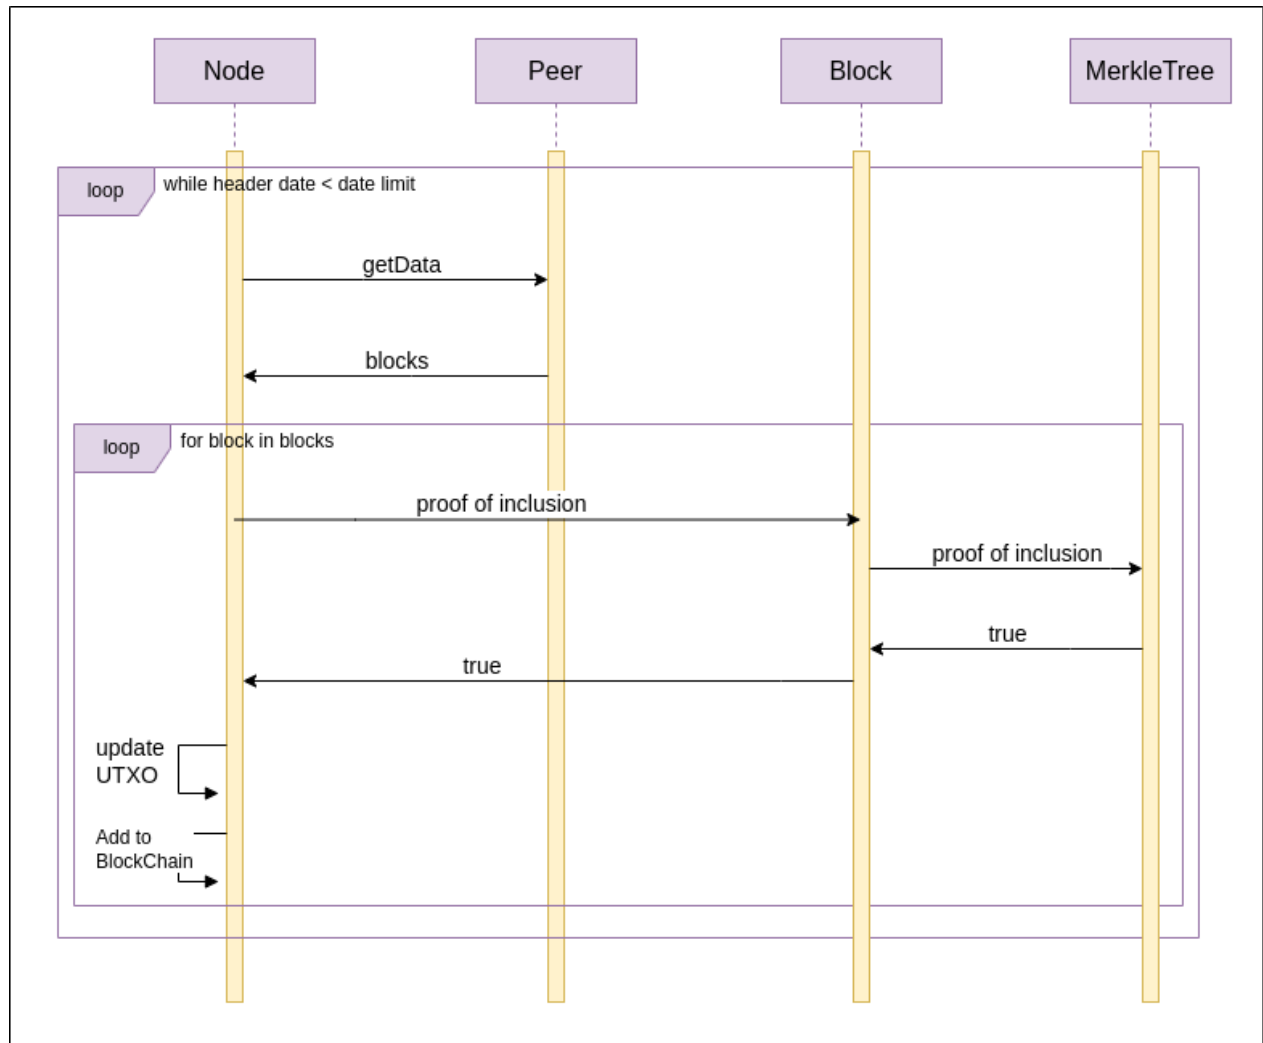 Node
Peer
Block
MerkleTree
loop
while header date < date limit
getData
blocks
loop
for block in blocks
proof of inclusion
proof of inclusion
true
true
update
UTXO
Add to
BlockChain